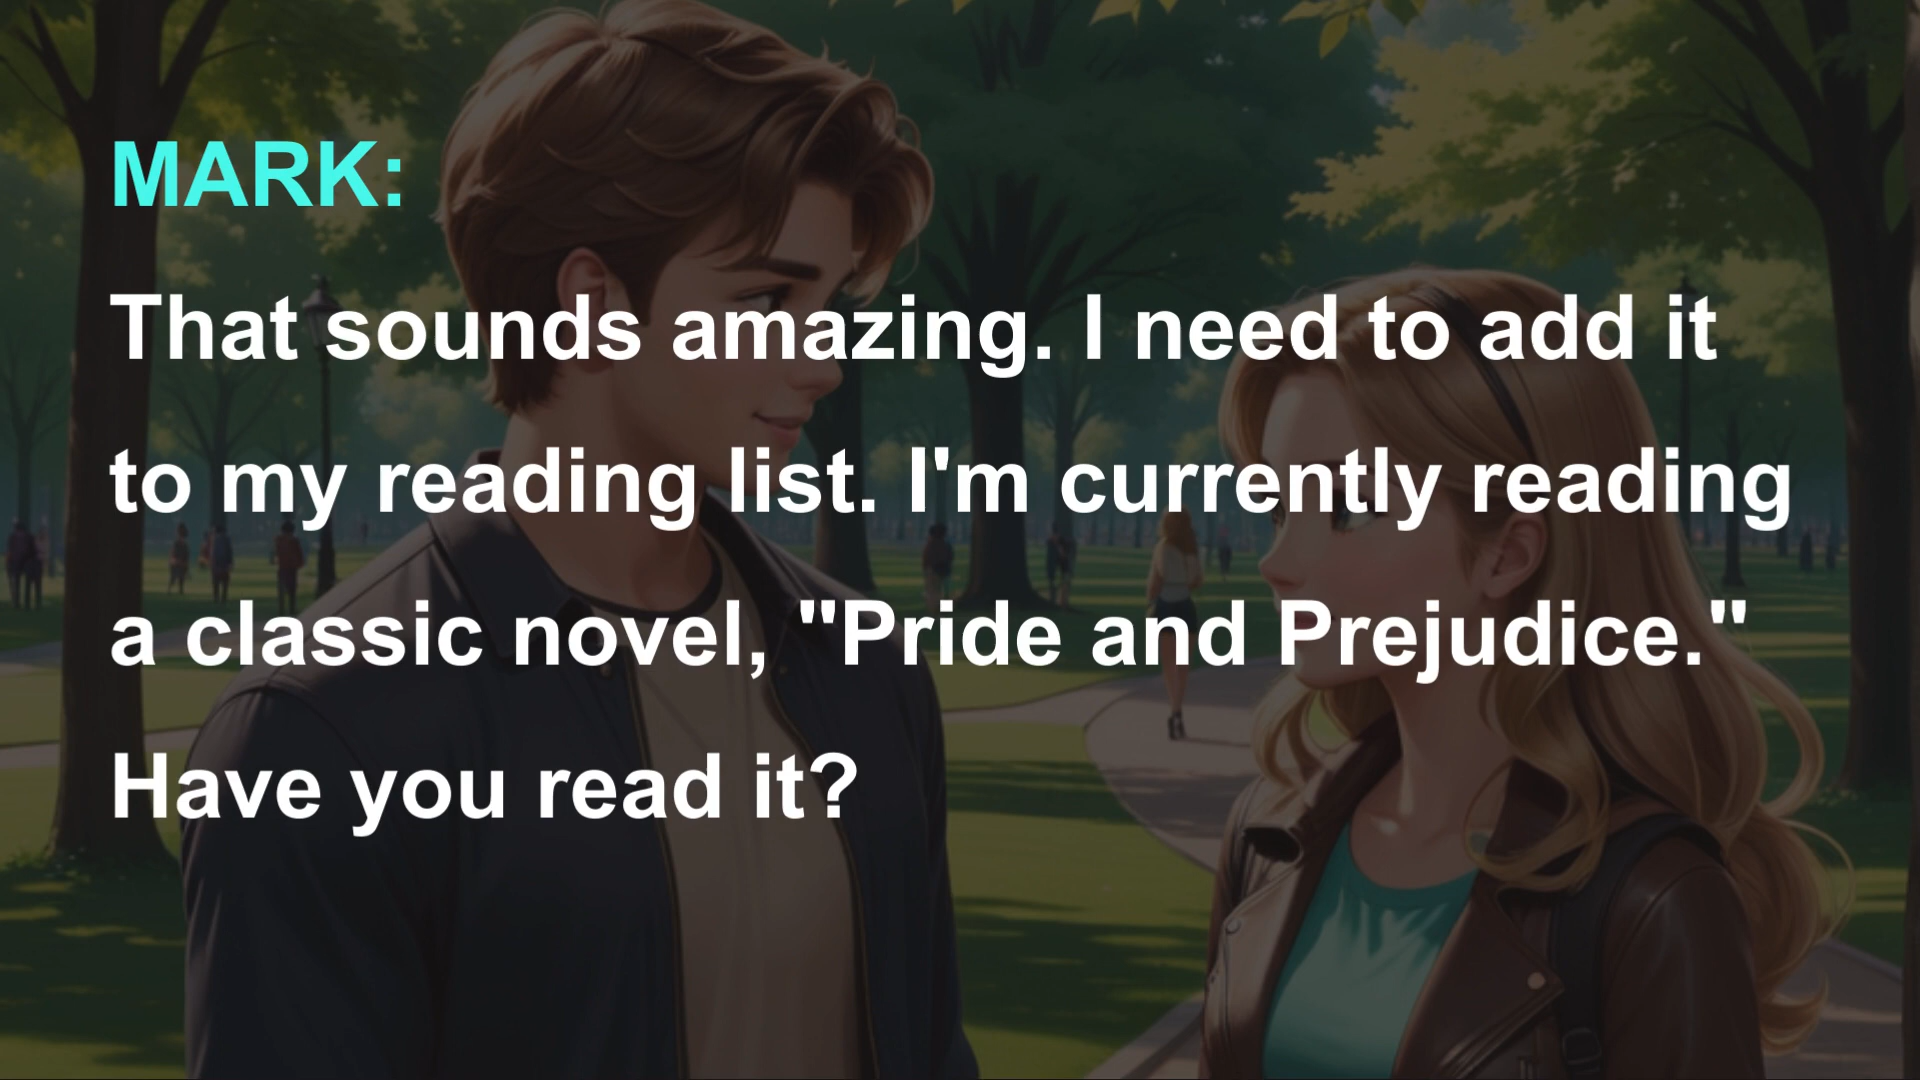 MARK:
That sounds amazing. I need to add it
to my reading list. I'm currently reading
a classic novel, "Pride and Prejudice."
Have you read it?